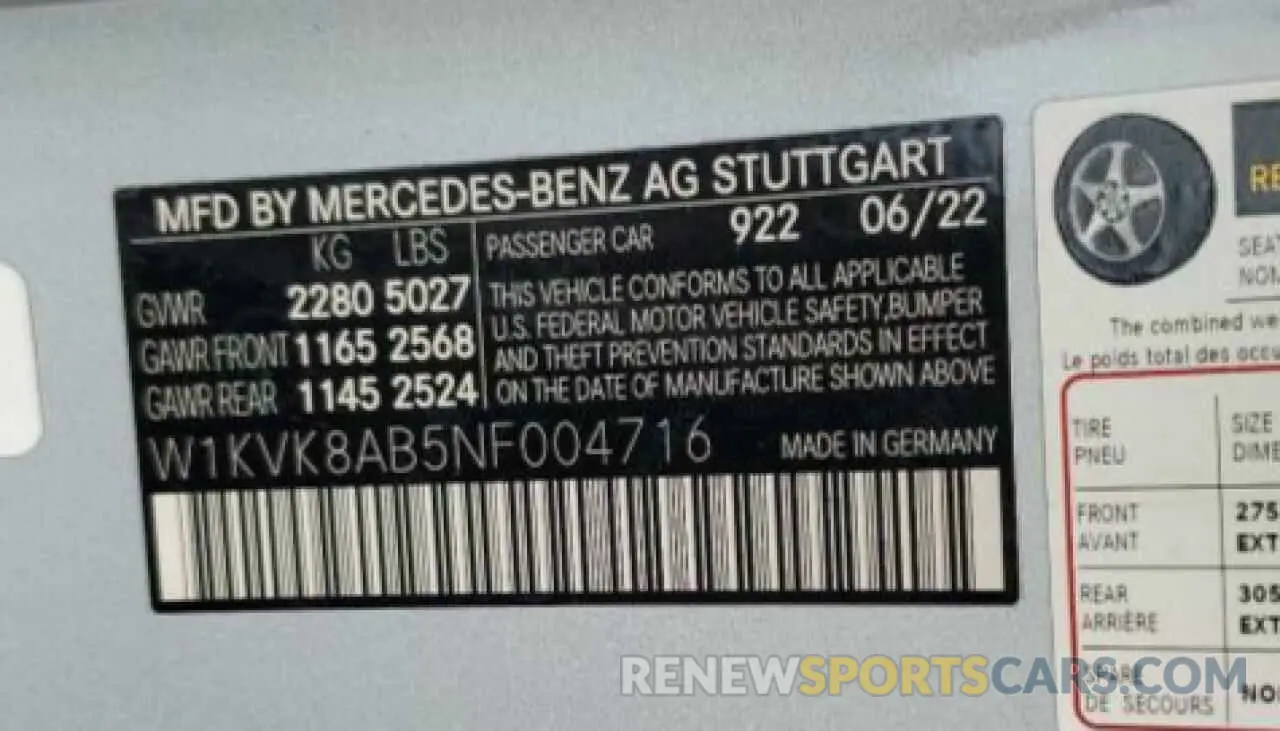 MFD BY MERCEDES-BENZ AG STUTTGART
KG LBS PASSENGER CAR 922 06/22
GVWR 2280 5027
GAWR FRONT 1165 2568
GAWR REAR 1145 2524
THIS VEHICLE CONFORMS TO ALL APPLICABLE
U.S. FEDERAL MOTOR VEHICLE SAFETY,BUMPER
AND THEFT PREVENTION STANDARDS IN EFFECT
ON THE DATE OF MANUFACTURE SHOWN ABOVE
W1KVK8AB5NF004716 MADE IN GERMANY
The combined we
Le poids total des occu
TIRE SIZE
PNEU DIME
FRONT 275
AVANT EXT
REAR 305
ARRIÈRE EXT
SPARE
DE SECOURS
RENEWSPORTSCARS.COM